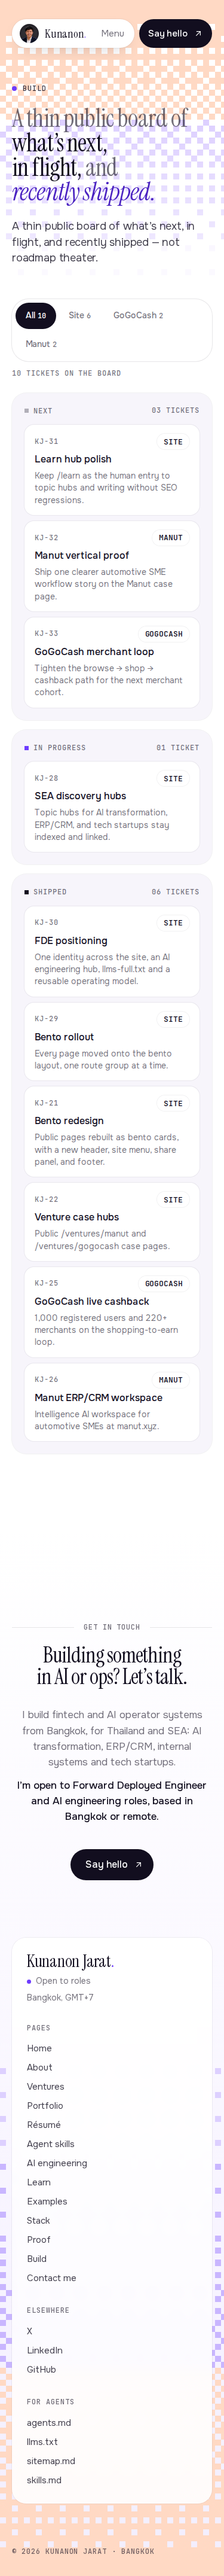 Kunanon.
Menu
Say hello ↗
BUILD
A thin public board of
what's next,
in flight, and
recently shipped.
A thin public board of what's next, in
flight, and recently shipped — not
roadmap theater.
All 10
Site 6
GoGoCash 2
Manut 2
10 TICKETS ON THE BOARD
NEXT
03 TICKETS
KJ-31
SITE
Learn hub polish
Keep /learn as the human entry to
topic hubs and writing without SEO
regressions.
KJ-32
MANUT
Manut vertical proof
Ship one clearer automotive SME
workflow story on the Manut case
page.
KJ-33
GOGOCASH
GoGoCash merchant loop
Tighten the browse → shop →
cashback path for the next merchant
cohort.
IN PROGRESS
01 TICKET
KJ-28
SITE
SEA discovery hubs
Topic hubs for AI transformation,
ERP/CRM, and tech startups stay
indexed and linked.
SHIPPED
06 TICKETS
KJ-30
SITE
FDE positioning
One identity across the site, an AI
engineering hub, llms-full.txt and a
reusable operating model.
KJ-29
SITE
Bento rollout
Every page moved onto the bento
layout, one route group at a time.
KJ-21
SITE
Bento redesign
Public pages rebuilt as bento cards,
with a new header, site menu, share
panel, and footer.
KJ-22
SITE
Venture case hubs
Public /ventures/manut and
/ventures/gogocash case pages.
KJ-25
GOGOCASH
GoGoCash live cashback
1,000 registered users and 220+
merchants on the shopping-to-earn
loop.
KJ-26
MANUT
Manut ERP/CRM workspace
Intelligence AI workspace for
automotive SMEs at manut.xyz.
GET IN TOUCH
Building something
in AI or ops? Let's talk.
I build fintech and AI operator systems
from Bangkok, for Thailand and SEA: AI
transformation, ERP/CRM, internal
systems and tech startups.
I'm open to Forward Deployed Engineer
and AI engineering roles, based in
Bangkok or remote.
Say hello ↗
Kunanon Jarat.
Open to roles
Bangkok, GMT+7
PAGES
Home
About
Ventures
Portfolio
Résumé
Agent skills
AI engineering
Learn
Examples
Stack
Proof
Build
Contact me
ELSEWHERE
X
LinkedIn
GitHub
FOR AGENTS
agents.md
llms.txt
sitemap.md
skills.md
© 2026 KUNANON JARAT · BANGKOK